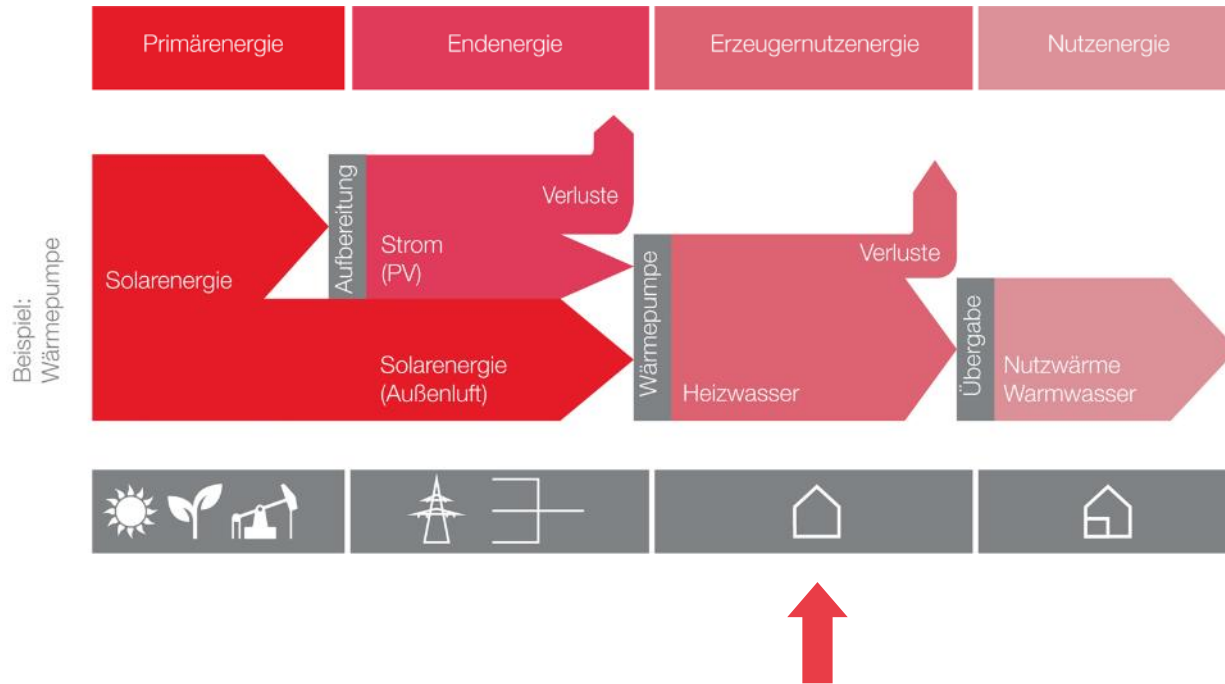 Primärenergie
Endenergie
Erzeugernutzenergie
Nutzenergie
Beispiel:
Wärmepumpe
Solarenergie
Aufbereitung
Strom
(PV)
Verluste
Solarenergie
(Außenluft)
Wärmepumpe
Heizwasser
Verluste
Übergabe
Nutzwärme
Warmwasser